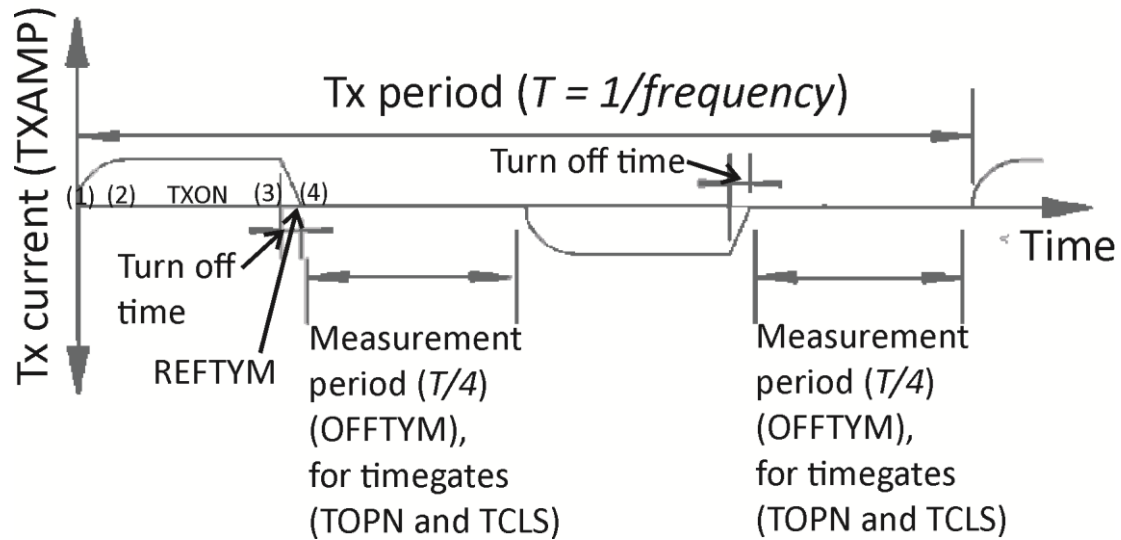 Tx current (TXAMP)
Tx period (T = 1/frequency)
Turn off time
(1) (2) TXON (3) (4)
Time
Turn off
time
REFTYM
Measurement
period (T/4)
(OFFTYM),
for timegates
(TOPN and TCLS)
Measurement
period (T/4)
(OFFTYM),
for timegates
(TOPN and TCLS)